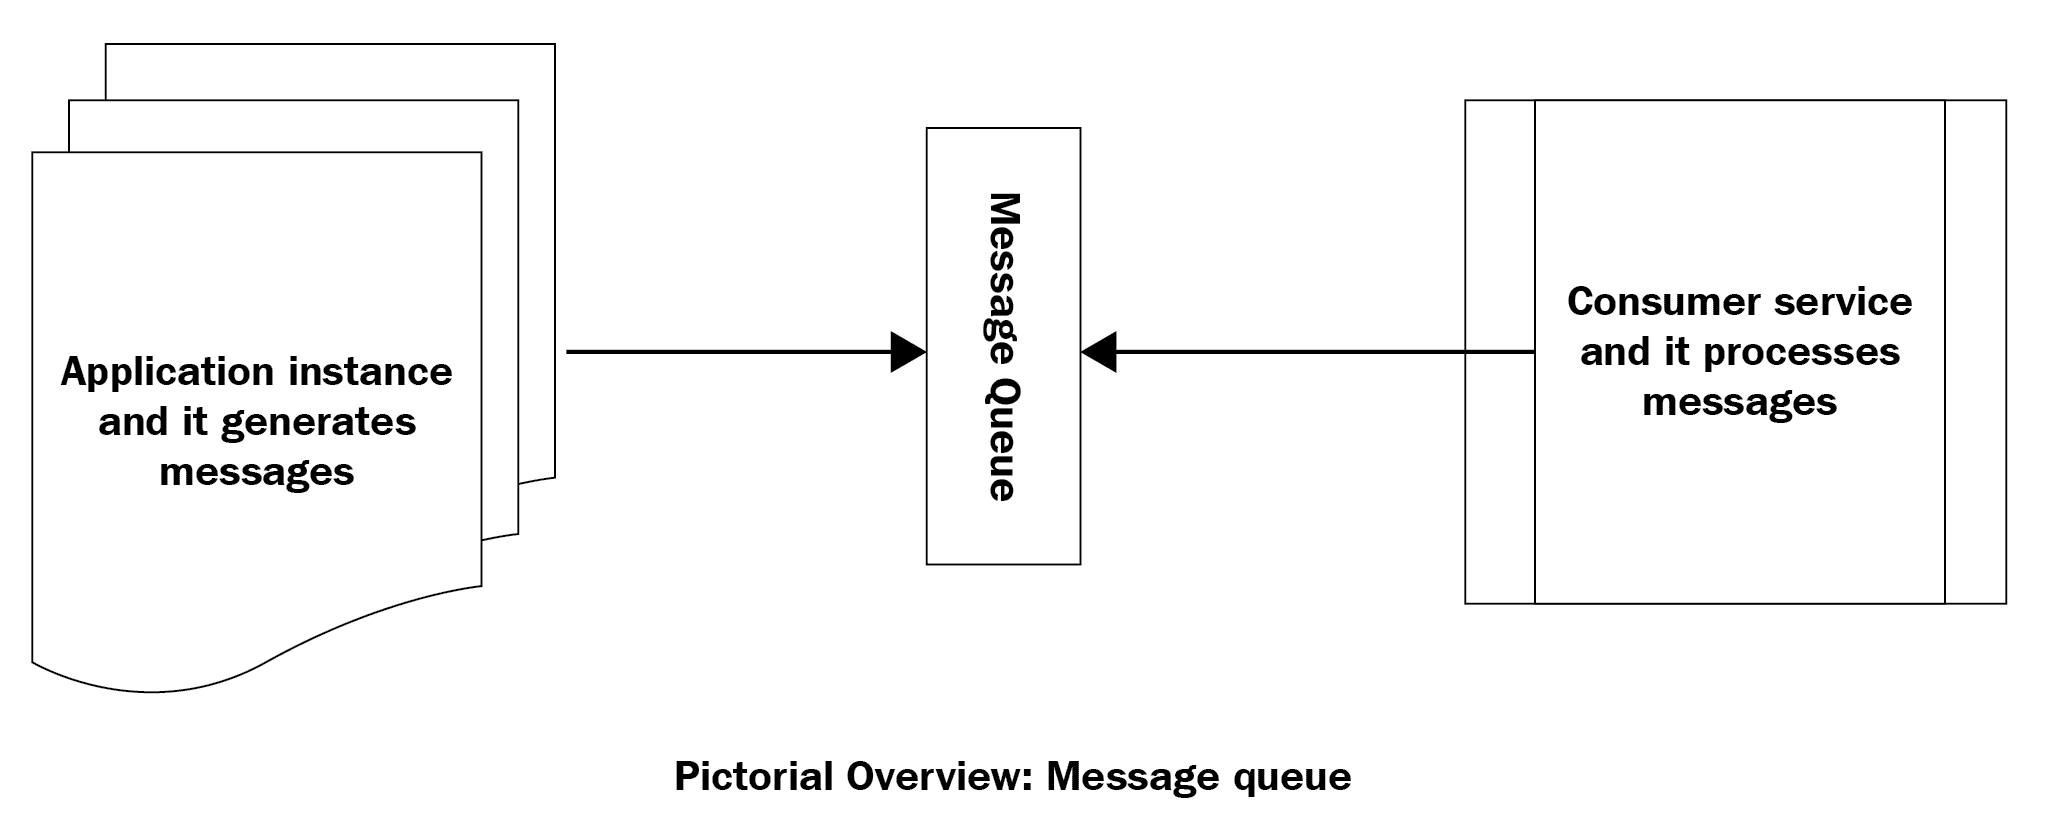 Application instance
and it generates
messages
Message Queue
Consumer service
and it processes
messages
Pictorial Overview: Message queue